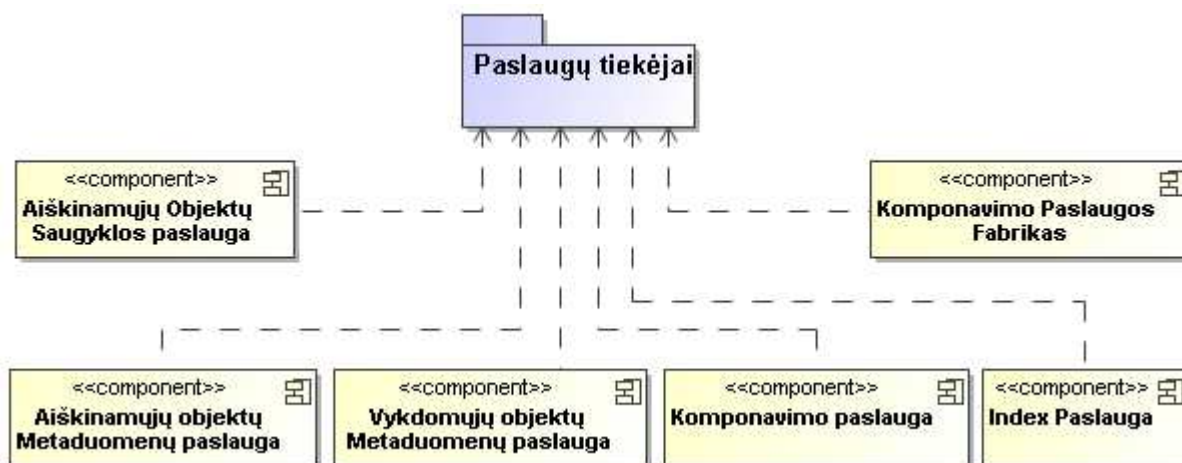 Paslaugų tiekėjai
<<component>>
Aiškinamųjų Objektų
Saugyklos paslauga
<<component>>
Komponavimo Paslaugos
Fabrikas
<<component>>
Aiškinamųjų objektų
Metaduomenų paslauga
<<component>>
Vykdomųjų objektų
Metaduomenų paslauga
<<component>>
Komponavimo paslauga
<<component>>
Index Paslauga